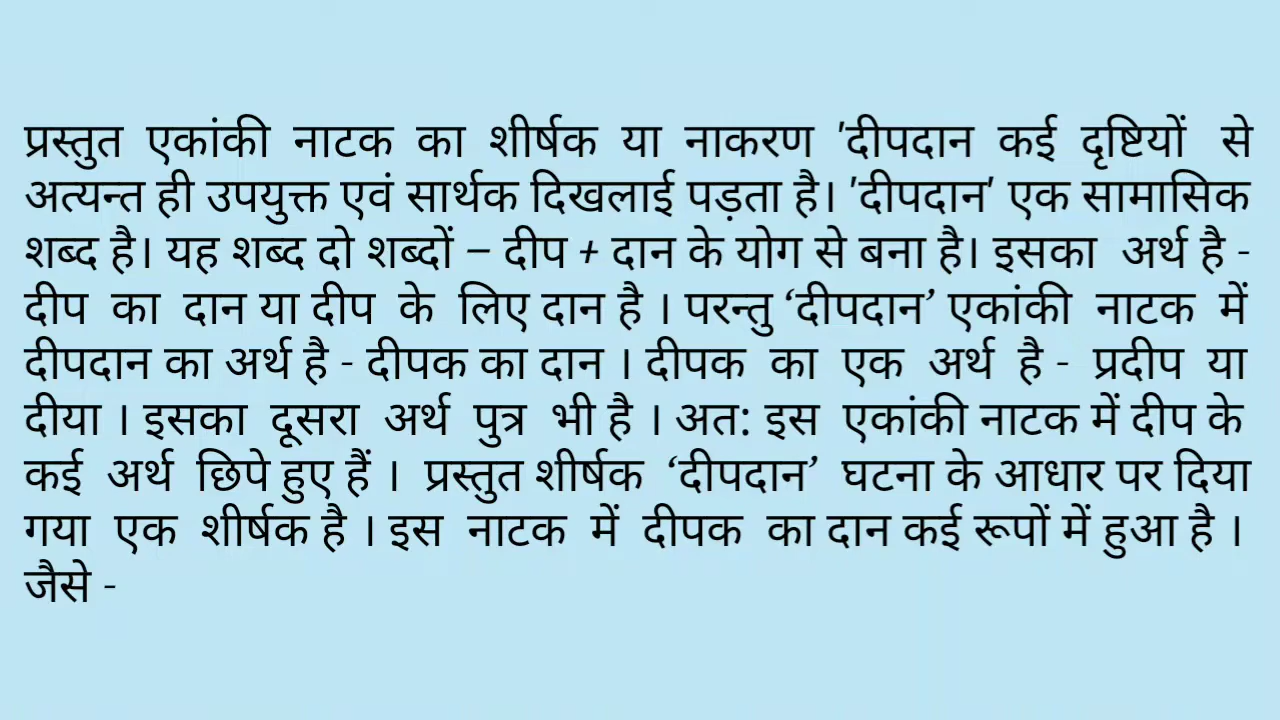 प्रस्तुत एकांकी नाटक का शीर्षक या नाकरण 'दीपदान कई दृष्टियों से
अत्यन्त ही उपयुक्त एवं सार्थक दिखलाई पड़ता है। 'दीपदान' एक सामासिक
शब्द है। यह शब्द दो शब्दों – दीप + दान के योग से बना है। इसका अर्थ है -
दीप का दान या दीप के लिए दान है । परन्तु ‘दीपदान’ एकांकी नाटक में
दीपदान का अर्थ है - दीपक का दान । दीपक का एक अर्थ है - प्रदीप या
दीया । इसका दूसरा अर्थ पुत्र भी है । अत: इस एकांकी नाटक में दीप के
कई अर्थ छिपे हुए हैं । प्रस्तुत शीर्षक ‘दीपदान’ घटना के आधार पर दिया
गया एक शीर्षक है । इस नाटक में दीपक का दान कई रूपों में हुआ है ।
जैसे -